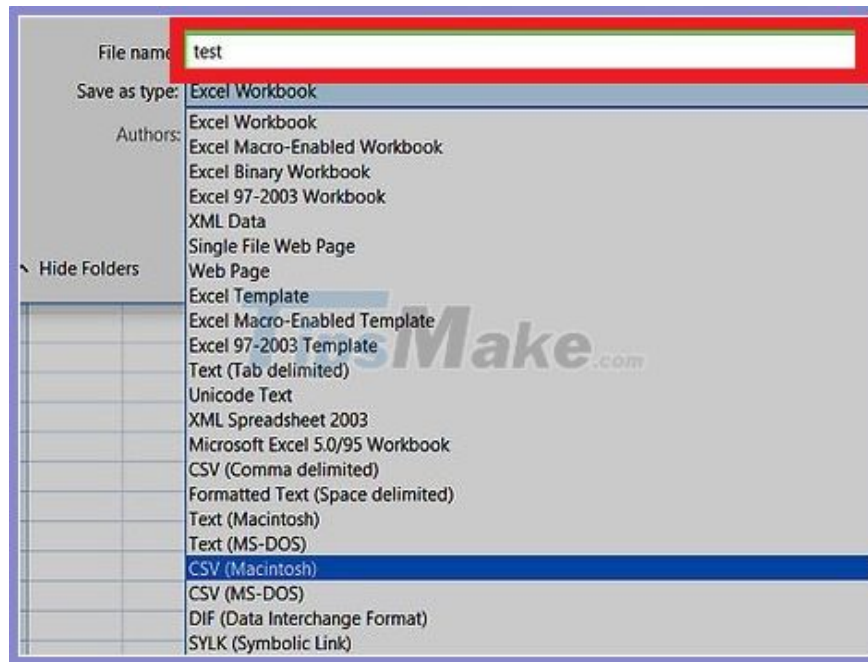 File name
test
Save as type: Excel Workbook
Authors:
Excel Workbook
Excel Macro-Enabled Workbook
Excel Binary Workbook
Excel 97-2003 Workbook
XML Data
Single File Web Page
Hide Folders
Web Page
Excel Template
Excel Macro-Enabled Template
Excel 97-2003 Template
TipsMake.com
Text (Tab delimited)
Unicode Text
XML Spreadsheet 2003
Microsoft Excel 5.0/95 Workbook
CSV (Comma delimited)
Formatted Text (Space delimited)
Text (Macintosh)
Text (MS-DOS)
CSV (Macintosh)
CSV (MS-DOS)
DIF (Data Interchange Format)
SYLK (Symbolic Link)